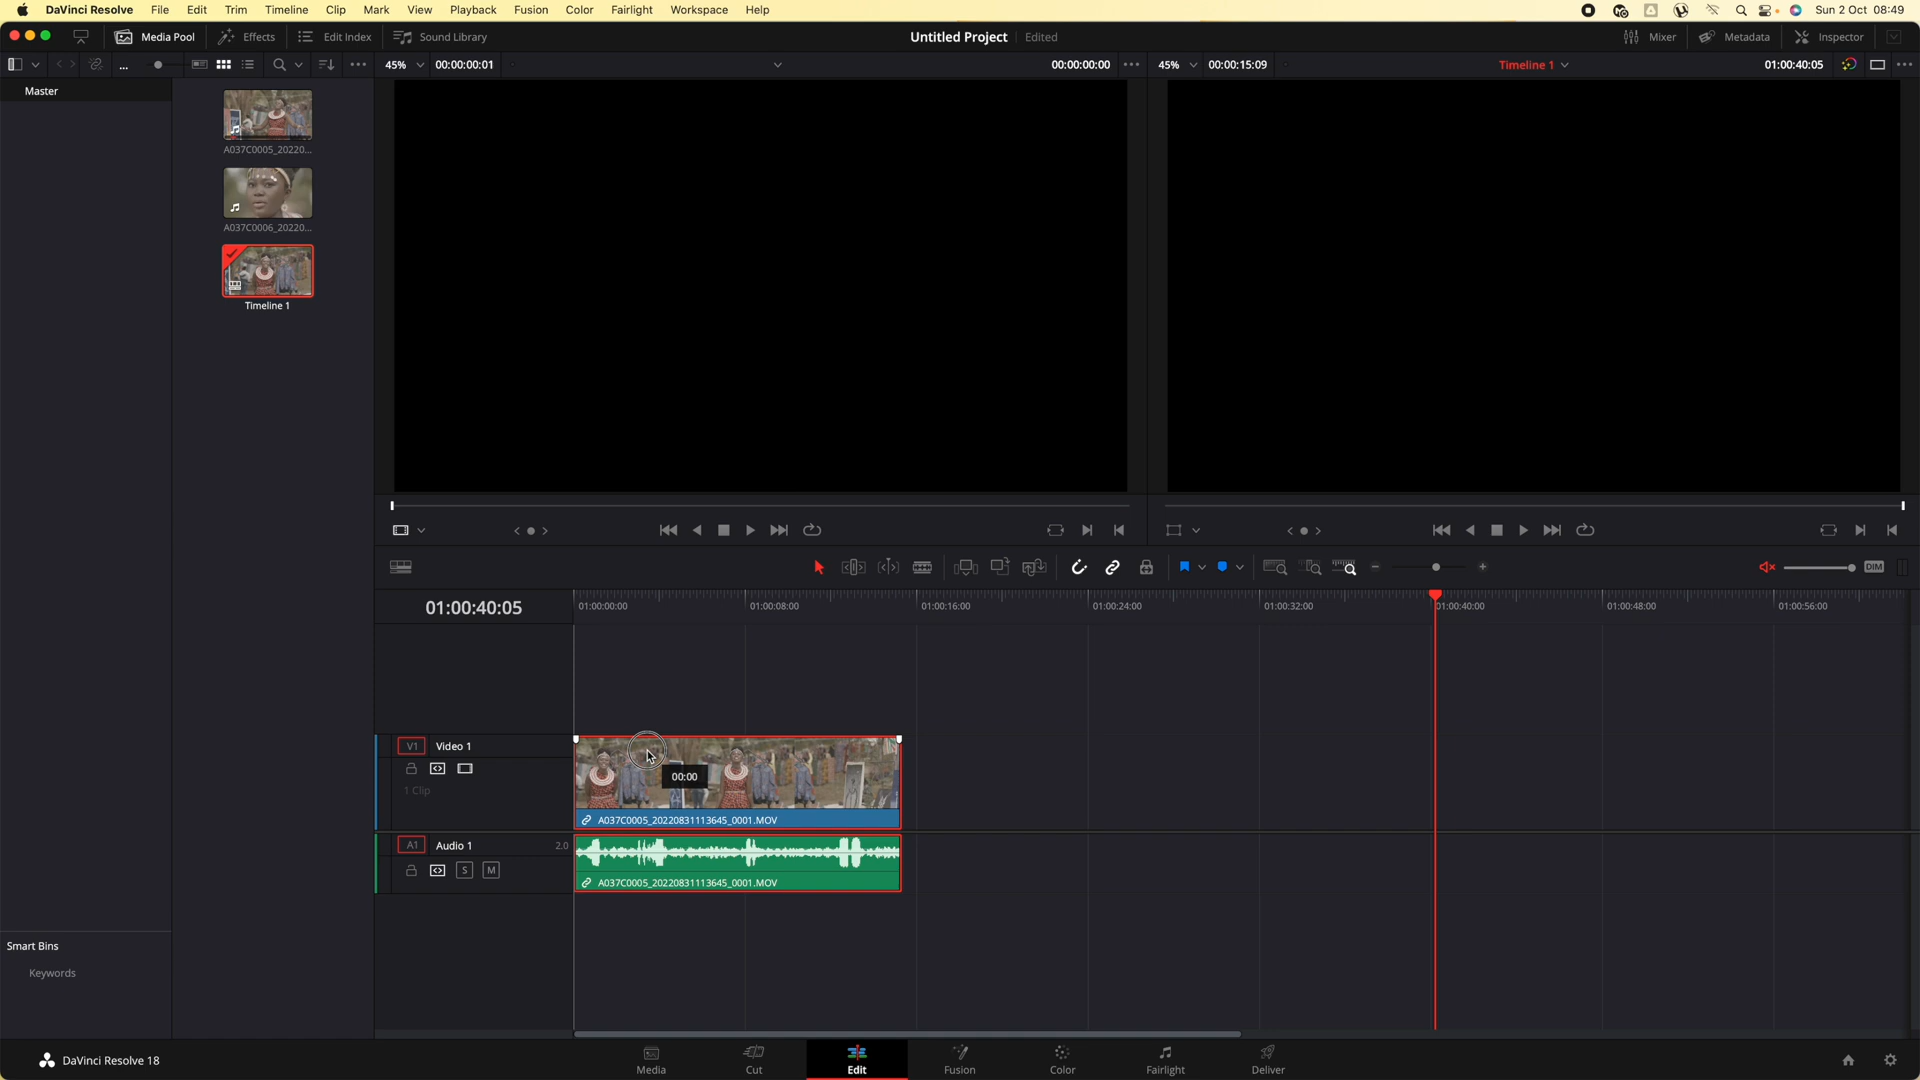 DaVinci Resolve File Edit Trim Timeline Clip Mark View Playback Fusion Color Fairlight Workspace Help Sun 2 Oct 08:49
Media Pool Effects Edit Index Sound Library Untitled Project Edited Mixer Metadata Inspector
45% 00:00:00:01 00:00:00:00 45% 00:00:15:09 Timeline 1 01:00:40:05
Master
A037C0005_20220...
A037C0006_20220...
Timeline 1
DIM
01:00:40:05 01:00:00:00 01:00:08:00 01:00:16:00 01:00:24:00 01:00:32:00 01:00:40:00 01:00:48:00 01:00:56:00
V1 Video 1
1 Clip
00:00
A037C0005_20220831113645_0001.MOV
A1 Audio 1 2.0
S M
A037C0005_20220831113645_0001.MOV
Smart Bins
Keywords
DaVinci Resolve 18
Media Cut Edit Fusion Color Fairlight Deliver